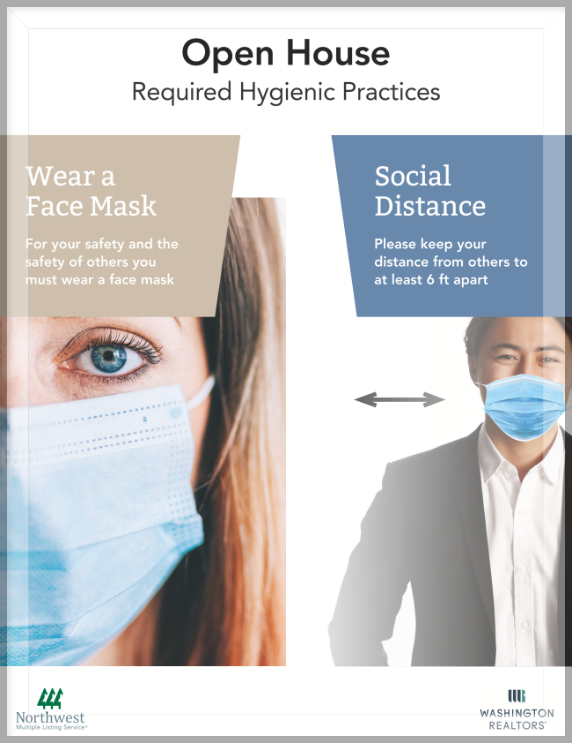 Open House
Required Hygienic Practices
Wear a
Face Mask
For your safety and the
safety of others you
must wear a face mask
Social
Distance
Please keep your
distance from others to
at least 6 ft apart
Northwest
Multiple Listing Service®
WASHINGTON
REALTORS®